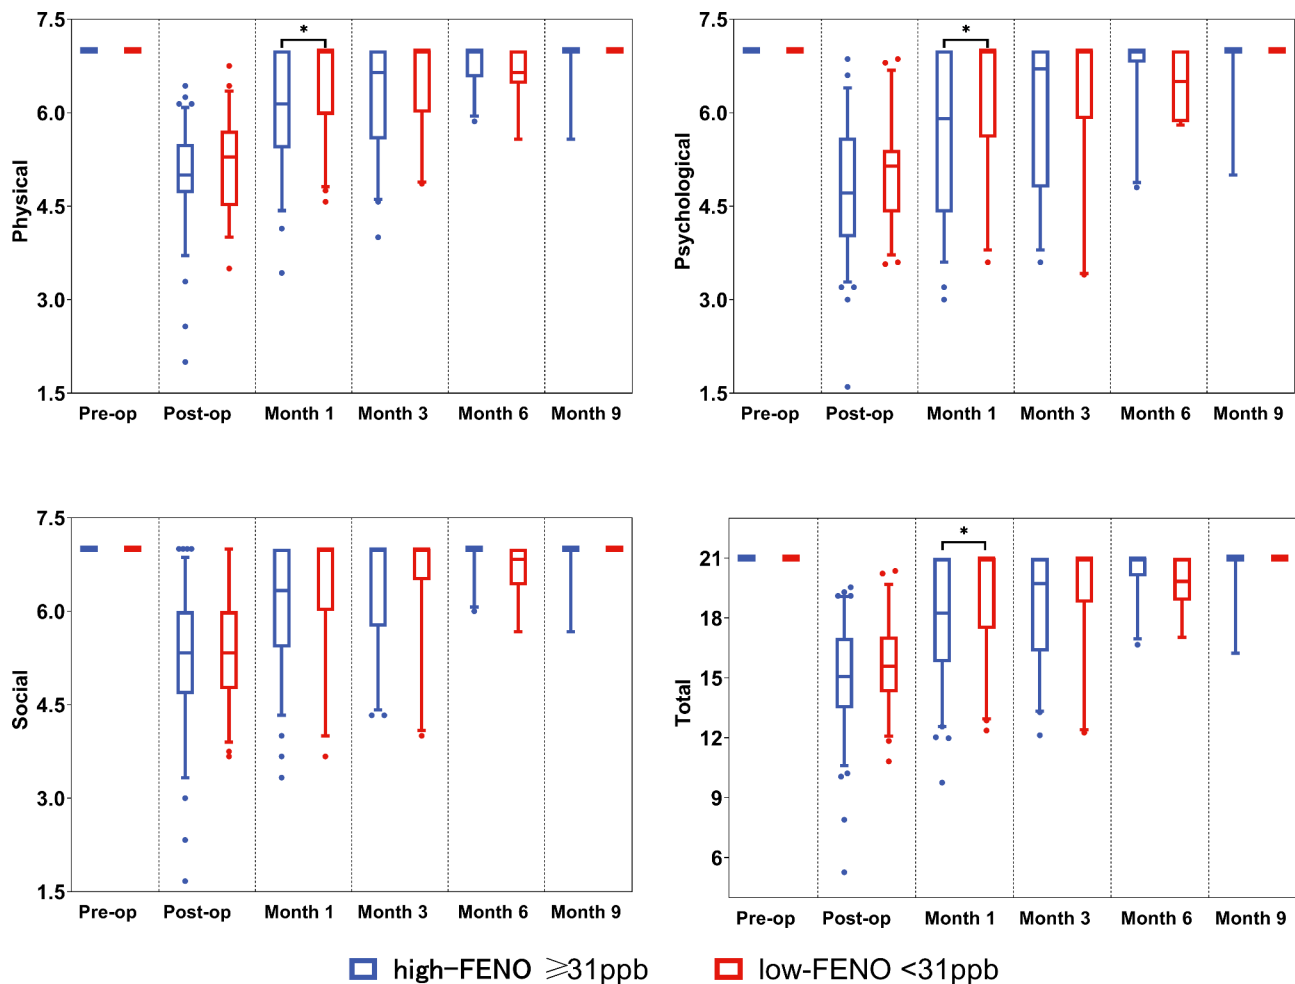 7.5
6.0
4.5
3.0
1.5
Physical
*
Pre-op Post-op Month 1 Month 3 Month 6 Month 9
7.5
6.0
4.5
3.0
1.5
Psychological
*
Pre-op Post-op Month 1 Month 3 Month 6 Month 9
7.5
6.0
4.5
3.0
1.5
Social
Pre-op Post-op Month 1 Month 3 Month 6 Month 9
21
18
15
12
9
6
Total
*
Pre-op Post-op Month 1 Month 3 Month 6 Month 9
high-FENO ⩾31ppb
low-FENO <31ppb